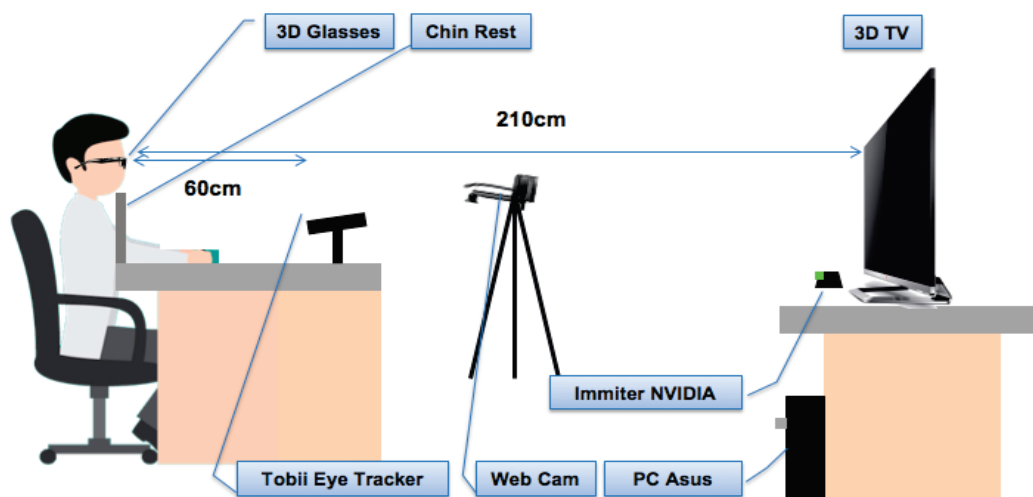 3D Glasses
Chin Rest
3D TV
210cm
60cm
Immiter NVIDIA
Tobii Eye Tracker
Web Cam
PC Asus